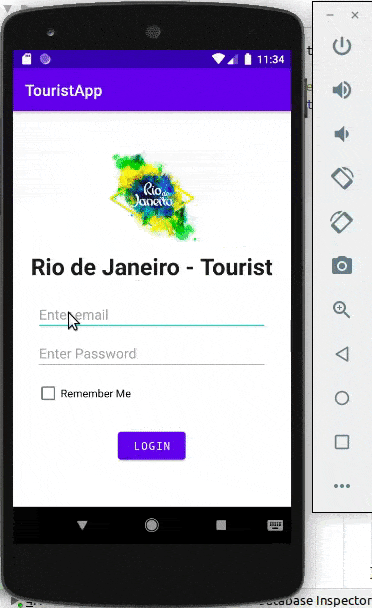 11:34
TouristApp
Rio de
Janeiro
Rio de Janeiro - Tourist
Enter email
Enter Password
Remember Me
LOGIN
Database Inspector